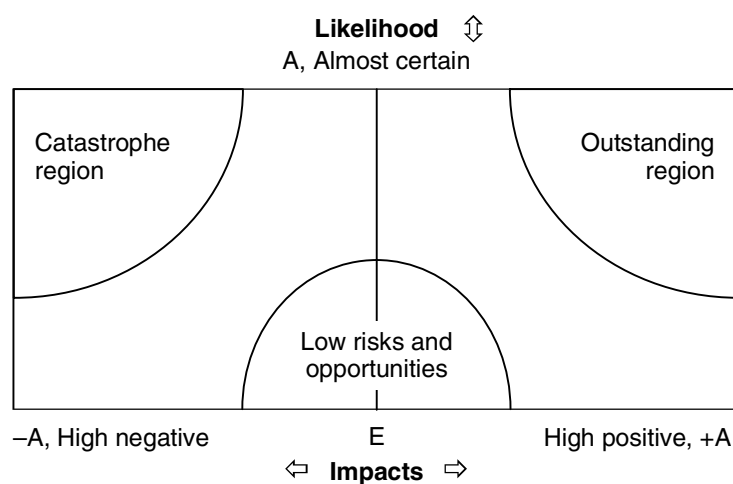 Likelihood ⇳
A, Almost certain
Catastrophe
region
Outstanding
region
Low risks and
opportunities
–A, High negative
E
High positive, +A
⇦ Impacts ⇨